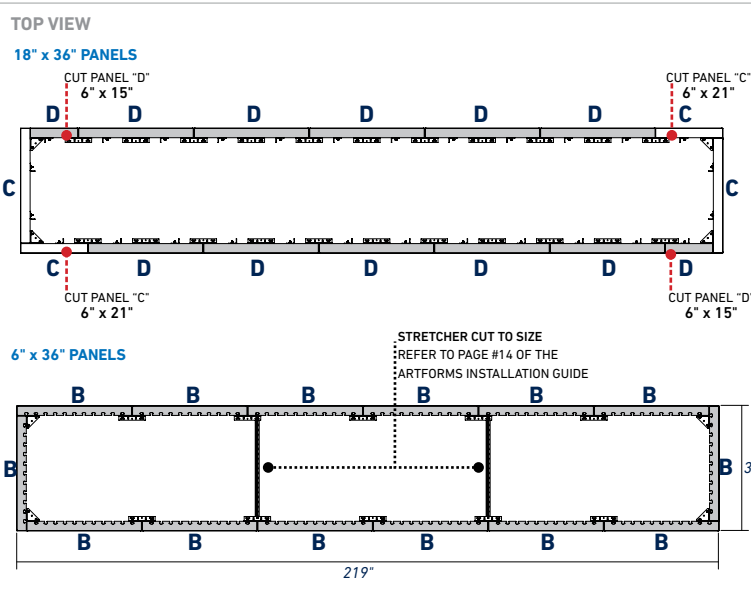 TOP VIEW
18" x 36" PANELS
CUT PANEL "D"
6" x 15"
CUT PANEL "C"
6" x 21"
D D D D D D C
C C
C D D D D D D
CUT PANEL "C"
6" x 21"
CUT PANEL "D"
6" x 15"
6" x 36" PANELS
STRETCHER CUT TO SIZE
REFER TO PAGE #14 OF THE
ARTFORMS INSTALLATION GUIDE
B B B B B B
B B 3
B B B B B B
219"